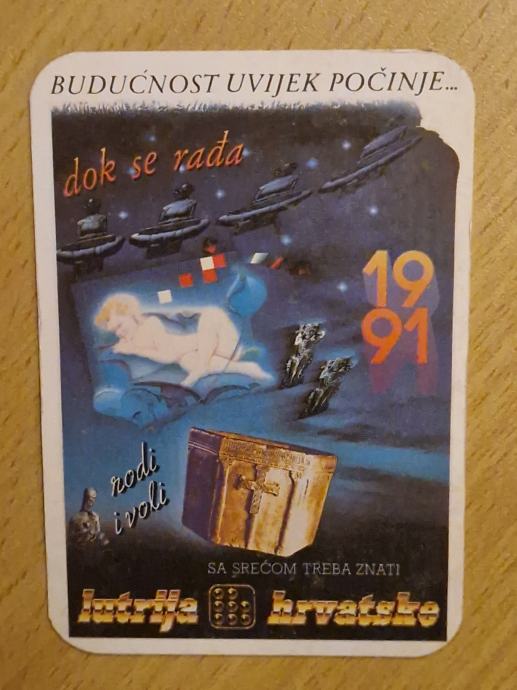 BUDUĆNOST UVIJEK POČINJE...
dok se rađa
19
91
rodi
i voli
SA SREĆOM TREBA ZNATI
lutrija hrvatske